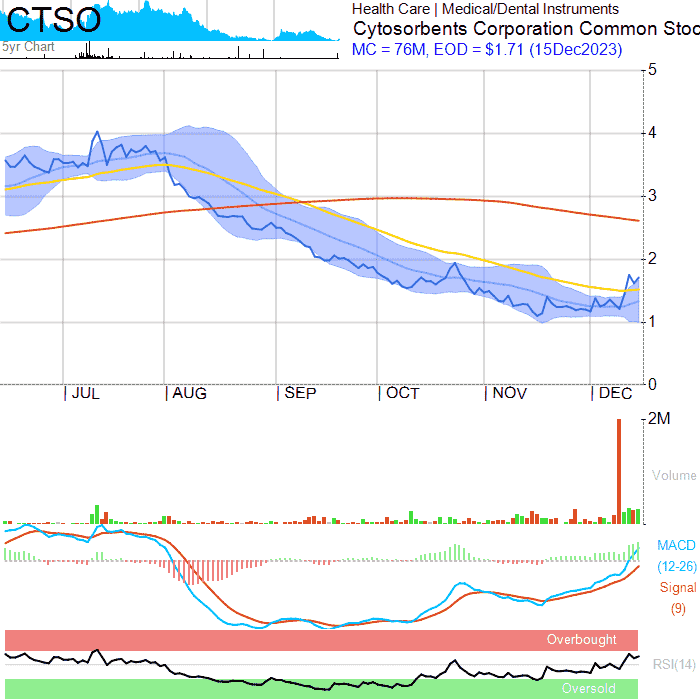 CTSO
5yr Chart
Health Care | Medical/Dental Instruments
Cytosorbents Corporation Common Stoc
MC = 76M, EOD = $1.71 (15Dec2023)
5
4
3
2
1
0
JUL
AUG
SEP
OCT
NOV
DEC
2M
Volume
MACD
(12-26)
Signal
(9)
Overbought
RSI(14)
Oversold